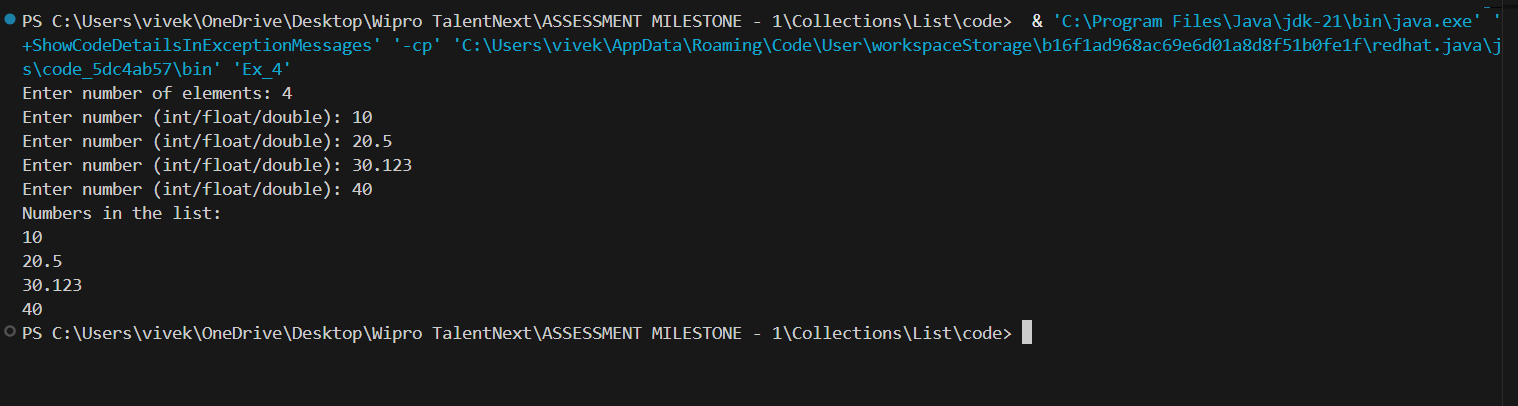 PS C:\Users\vivek\OneDrive\Desktop\Wipro TalentNext\ASSESSMENT MILESTONE - 1\Collections\List\code>  & 'C:\Program Files\Java\jdk-21\bin\java.exe' '
+ShowCodeDetailsInExceptionMessages' '-cp' 'C:\Users\vivek\AppData\Roaming\Code\User\workspaceStorage\b16f1ad968ac69e6d01a8d8f51b0fe1f\redhat.java\j
s\code_5dc4ab57\bin' 'Ex_4'
Enter number of elements: 4
Enter number (int/float/double): 10
Enter number (int/float/double): 20.5
Enter number (int/float/double): 30.123
Enter number (int/float/double): 40
Numbers in the list:
10
20.5
30.123
40
PS C:\Users\vivek\OneDrive\Desktop\Wipro TalentNext\ASSESSMENT MILESTONE - 1\Collections\List\code>